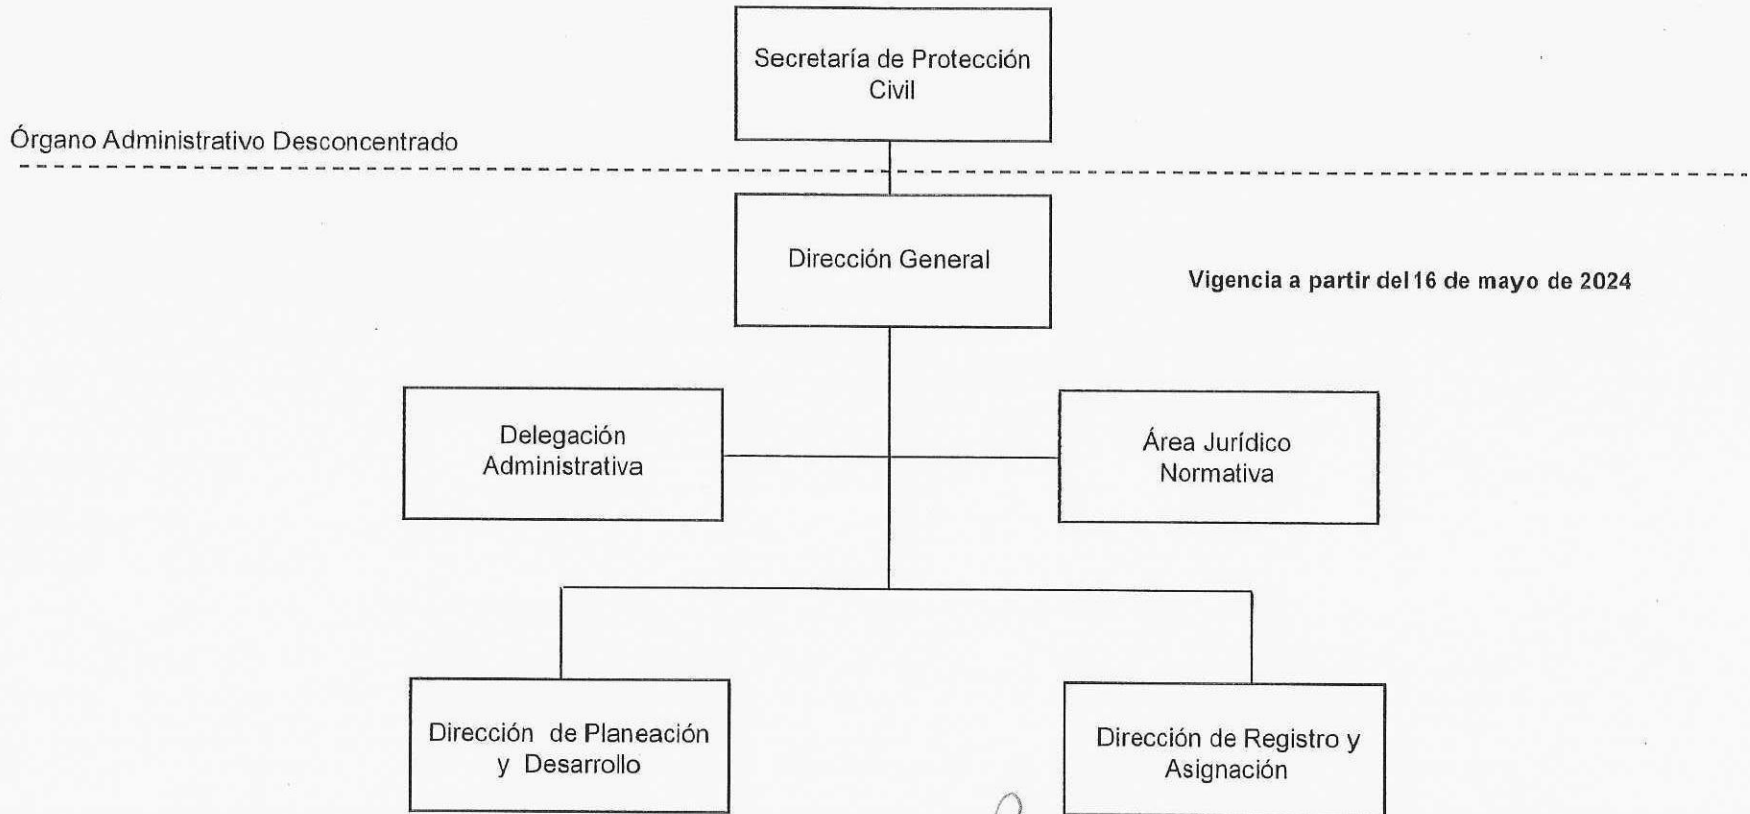 Secretaría de Protección
Civil
Órgano Administrativo Desconcentrado
Dirección General
Vigencia a partir del 16 de mayo de 2024
Delegación
Administrativa
Área Jurídico
Normativa
Dirección de Planeación
y Desarrollo
Dirección de Registro y
Asignación